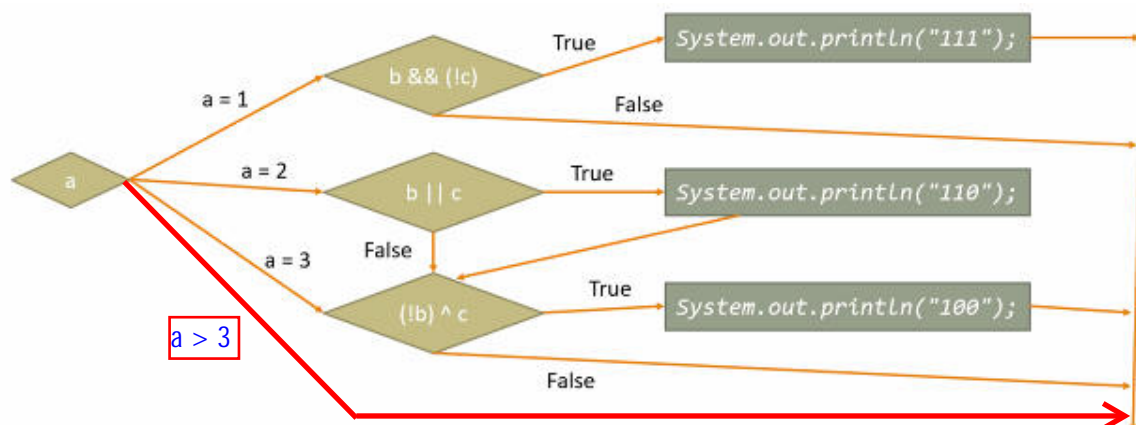 True
System.out.println("111");
b && (!c)
a = 1
False
a
a = 2
b || c
True
System.out.println("110");
False
a = 3
(!b) ^ c
True
System.out.println("100");
a > 3
False